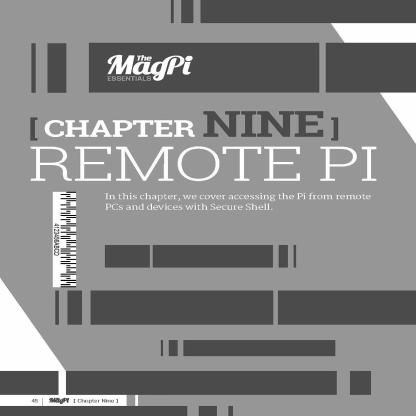 The
MagPi
ESSENTIALS
[ CHAPTER NINE ]
REMOTE PI
In this chapter, we cover accessing the Pi from remote
PCs and devices with Secure Shell.
MagPi [ Chapter Nine ]